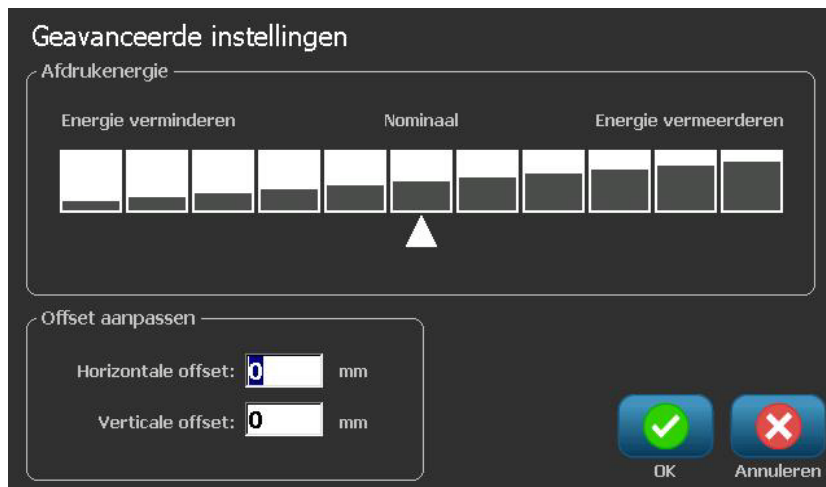 Geavanceerde instellingen
Afdrukenergie
Energie verminderen Nominaal Energie vermeerderen
Offset aanpassen
Horizontale offset: 0 mm
Verticale offset: 0 mm
OK Annuleren